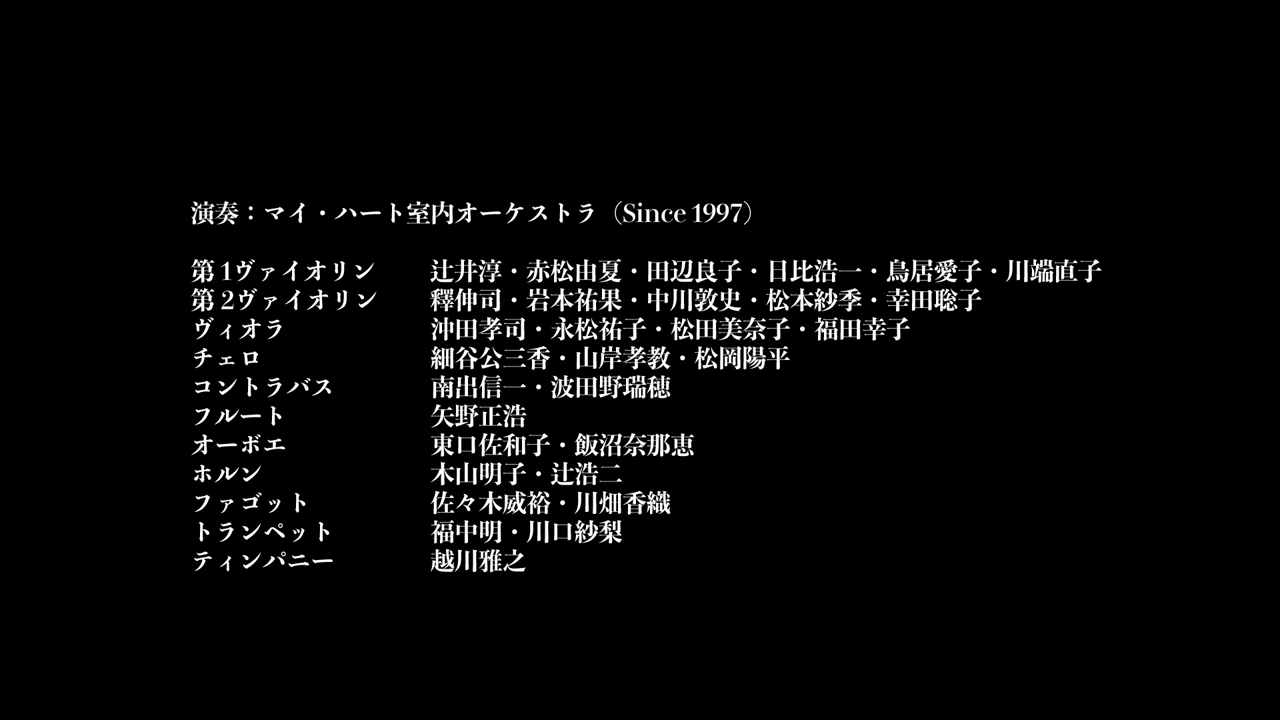 演奏：マイ・ハート室内オーケストラ（Since 1997）
第1ヴァイオリン 辻井淳・赤松由夏・田辺良子・日比浩一・鳥居愛子・川端直子
第2ヴァイオリン 釋伸司・岩本祐果・中川敦史・松本紗季・幸田聡子
ヴィオラ 沖田孝司・永松祐子・松田美奈子・福田幸子
チェロ 細谷公三香・山岸孝教・松岡陽平
コントラバス 南出信一・波田野瑞穂
フルート 矢野正浩
オーボエ 東口佐和子・飯沼奈那恵
ホルン 木山明子・辻浩二
ファゴット 佐々木威裕・川畑香織
トランペット 福中明・川口紗梨
ティンパニー 越川雅之